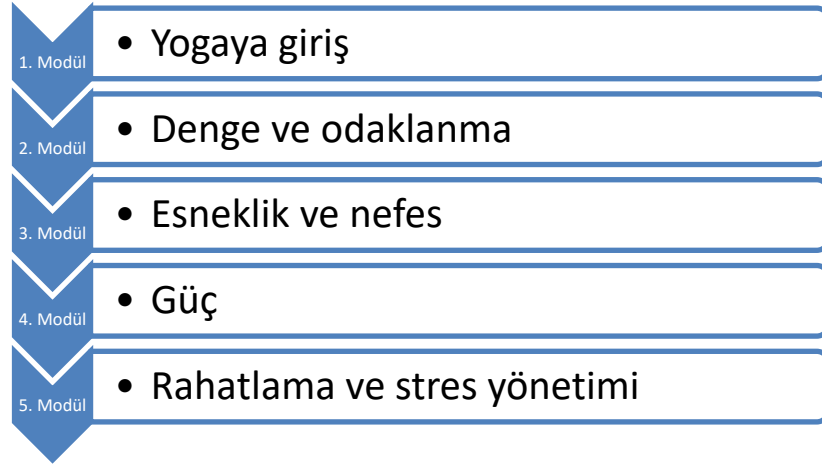 1. Modül
• Yogaya giriş
2. Modül
• Denge ve odaklanma
3. Modül
• Esneklik ve nefes
4. Modül
• Güç
5. Modül
• Rahatlama ve stres yönetimi